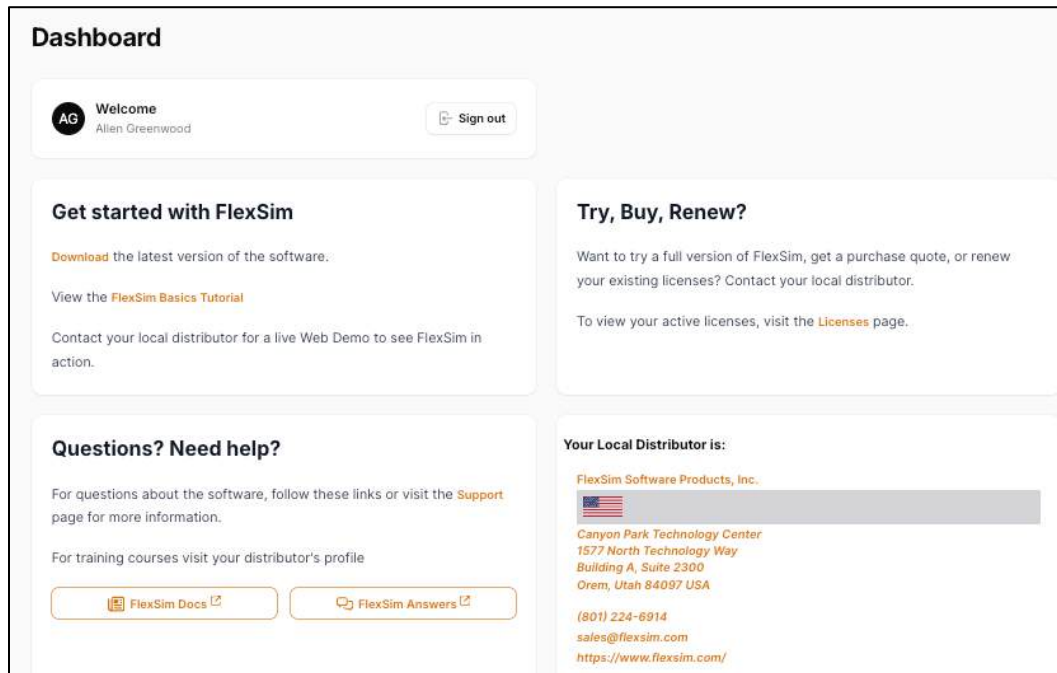 Dashboard
AG
Welcome
Allen Greenwood
Sign out
Get started with FlexSim
Download the latest version of the software.
View the FlexSim Basics Tutorial
Contact your local distributor for a live Web Demo to see FlexSim in
action.
Try, Buy, Renew?
Want to try a full version of FlexSim, get a purchase quote, or renew
your existing licenses? Contact your local distributor.
To view your active licenses, visit the Licenses page.
Questions? Need help?
For questions about the software, follow these links or visit the Support
page for more information.
For training courses visit your distributor's profile
FlexSim Docs
FlexSim Answers
Your Local Distributor is:
FlexSim Software Products, Inc.
Canyon Park Technology Center
1577 North Technology Way
Building A, Suite 2300
Orem, Utah 84097 USA
(801) 224-6914
sales@flexsim.com
https://www.flexsim.com/